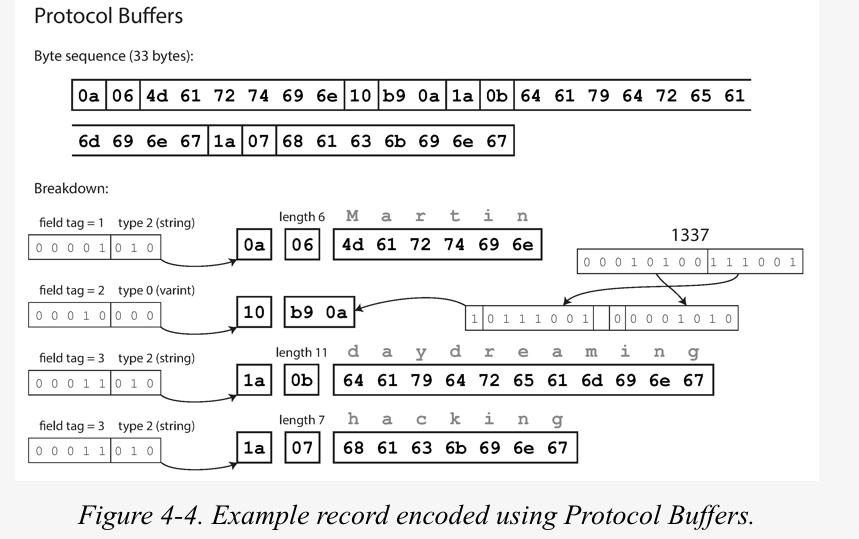 Protocol Buffers
Byte sequence (33 bytes):
0a 06 4d 61 72 74 69 6e 10 b9 0a 1a 0b 64 61 79 64 72 65 61
6d 69 6e 67 1a 07 68 61 63 6b 69 6e 67
Breakdown:
field tag = 1 type 2 (string) length 6 M a r t i n
0 0 0 0 1 0 1 0 0a 06 4d 61 72 74 69 6e
1337
0 0 0 1 0 1 0 0 1 1 1 1 0 0 1
field tag = 2 type 0 (varint)
0 0 0 1 0 0 0 0 10 b9 0a 1 0 1 1 1 0 0 1 0 0 0 0 1 0 1 0
field tag = 3 type 2 (string) length 11 d a y d r e a m i n g
0 0 0 1 1 0 1 0 1a 0b 64 61 79 64 72 65 61 6d 69 6e 67
field tag = 3 type 2 (string) length 7 h a c k i n g
0 0 0 1 1 0 1 0 1a 07 68 61 63 6b 69 6e 67
Figure 4-4. Example record encoded using Protocol Buffers.